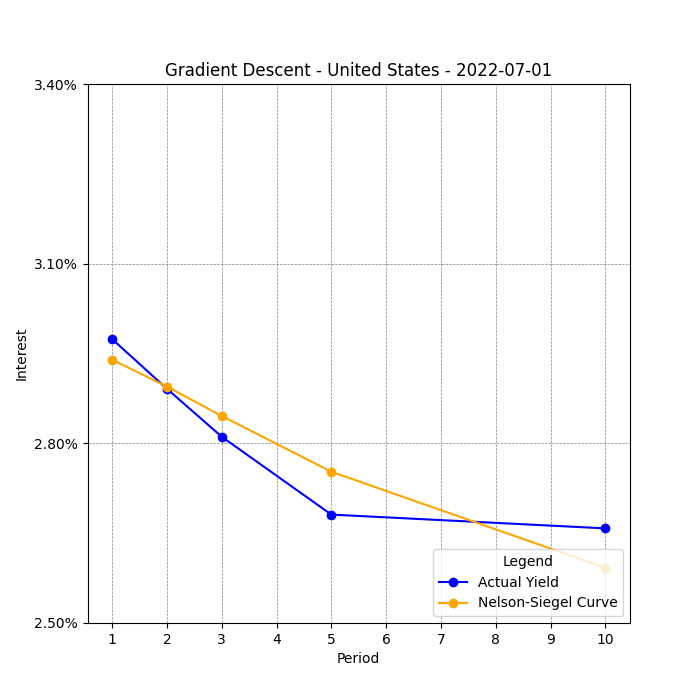 Gradient Descent - United States - 2022-07-01
3.40%
3.10%
2.80%
2.50%
Interest
1 2 3 4 5 6 7 8 9 10
Period
Legend
Actual Yield
Nelson-Siegel Curve